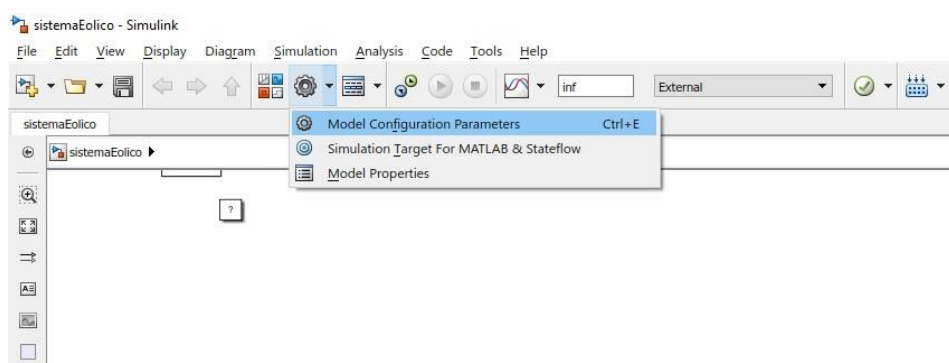 sistemaEolico - Simulink
File Edit View Display Diagram Simulation Analysis Code Tools Help
inf External
sistemaEolico
Model Configuration Parameters Ctrl+E
Simulation Target For MATLAB & Stateflow
sistemaEolico
Model Properties
?
A